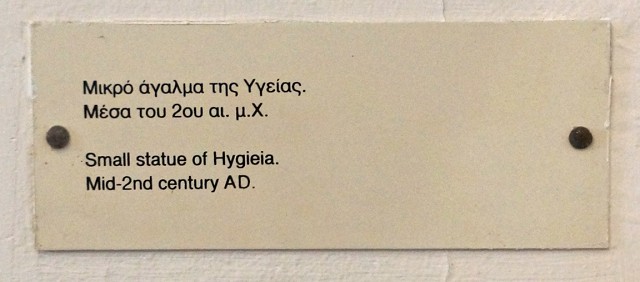 Μικρό άγαλμα της Υγείας.
Μέσα του 2ου αι. μ.Χ.
Small statue of Hygieia.
Mid-2nd century AD.